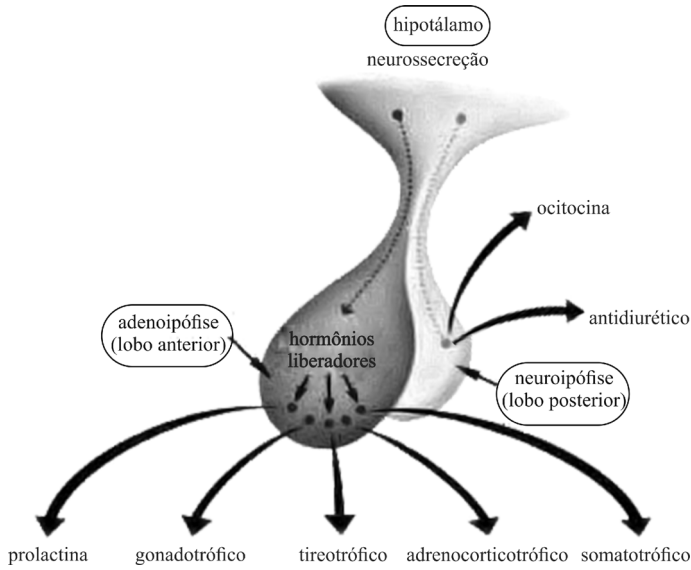 hipotálamo
neurossecreção
ocitocina
antidiurético
adenoipófise
(lobo anterior)
hormônios
liberadores
neuroipófise
(lobo posterior)
prolactina
gonadotrófico
tireotrófico
adrenocorticotrófico
somatotrófico